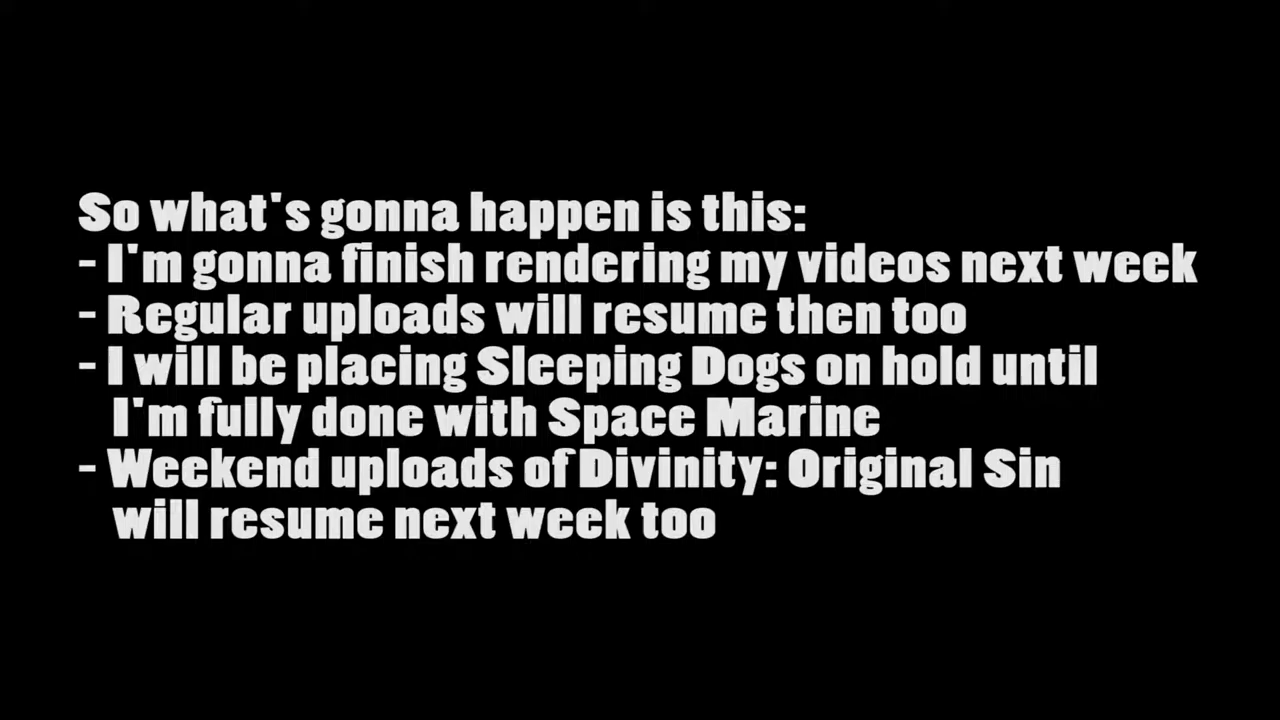 So what's gonna happen is this:
- I'm gonna finish rendering my videos next week
- Regular uploads will resume then too
- I will be placing Sleeping Dogs on hold until
I'm fully done with Space Marine
- Weekend uploads of Divinity: Original Sin
will resume next week too